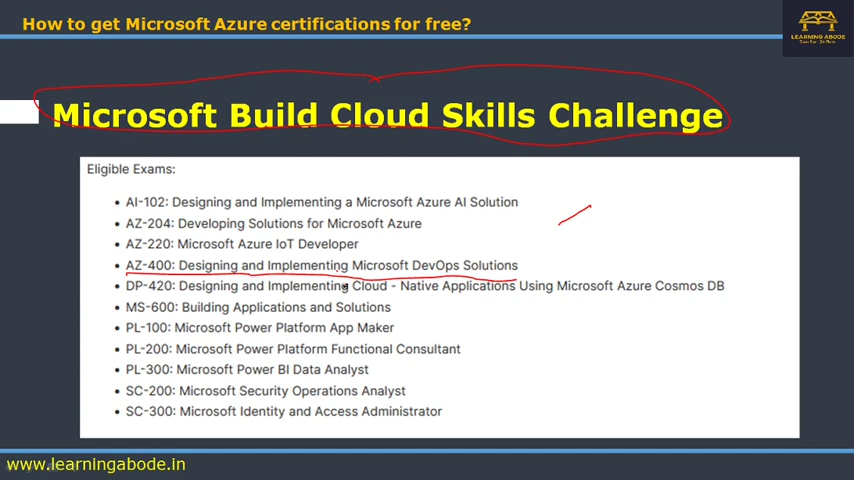 How to get Microsoft Azure certifications for free?
LEARNING ABODE
Microsoft Build Cloud Skills Challenge
Eligible Exams:
• AI-102: Designing and Implementing a Microsoft Azure AI Solution
• AZ-204: Developing Solutions for Microsoft Azure
• AZ-220: Microsoft Azure IoT Developer
• AZ-400: Designing and Implementing Microsoft DevOps Solutions
• DP-420: Designing and Implementing Cloud - Native Applications Using Microsoft Azure Cosmos DB
• MS-600: Building Applications and Solutions
• PL-100: Microsoft Power Platform App Maker
• PL-200: Microsoft Power Platform Functional Consultant
• PL-300: Microsoft Power BI Data Analyst
• SC-200: Microsoft Security Operations Analyst
• SC-300: Microsoft Identity and Access Administrator
www.learningabode.in